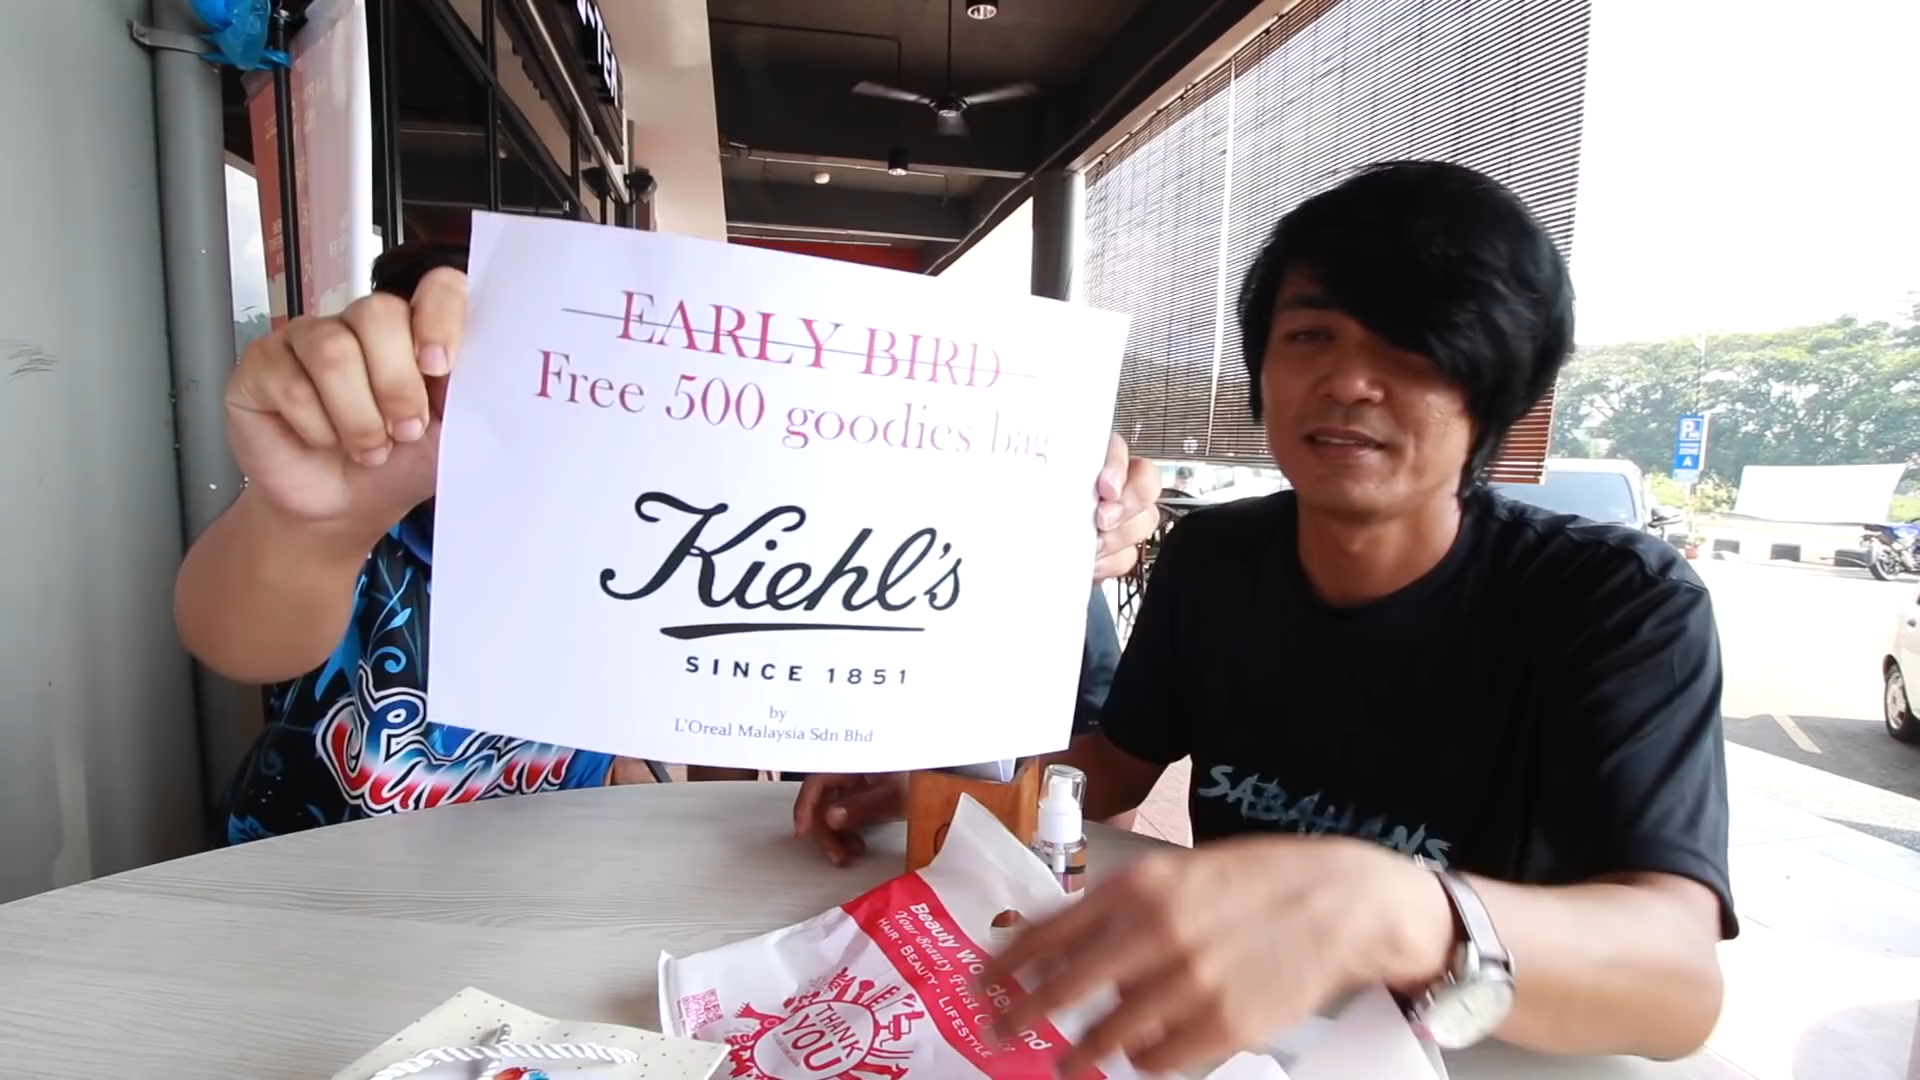 EARLY BIRD
Free 500 goodies bag
Kiehl's
SINCE 1851
by
L'Oreal Malaysia Sdn Bhd
SABAHANS
Beauty Wonderland
Your Beauty First
HAIR · BEAUTY · LIFESTYLE
THANK
YOU
P
A